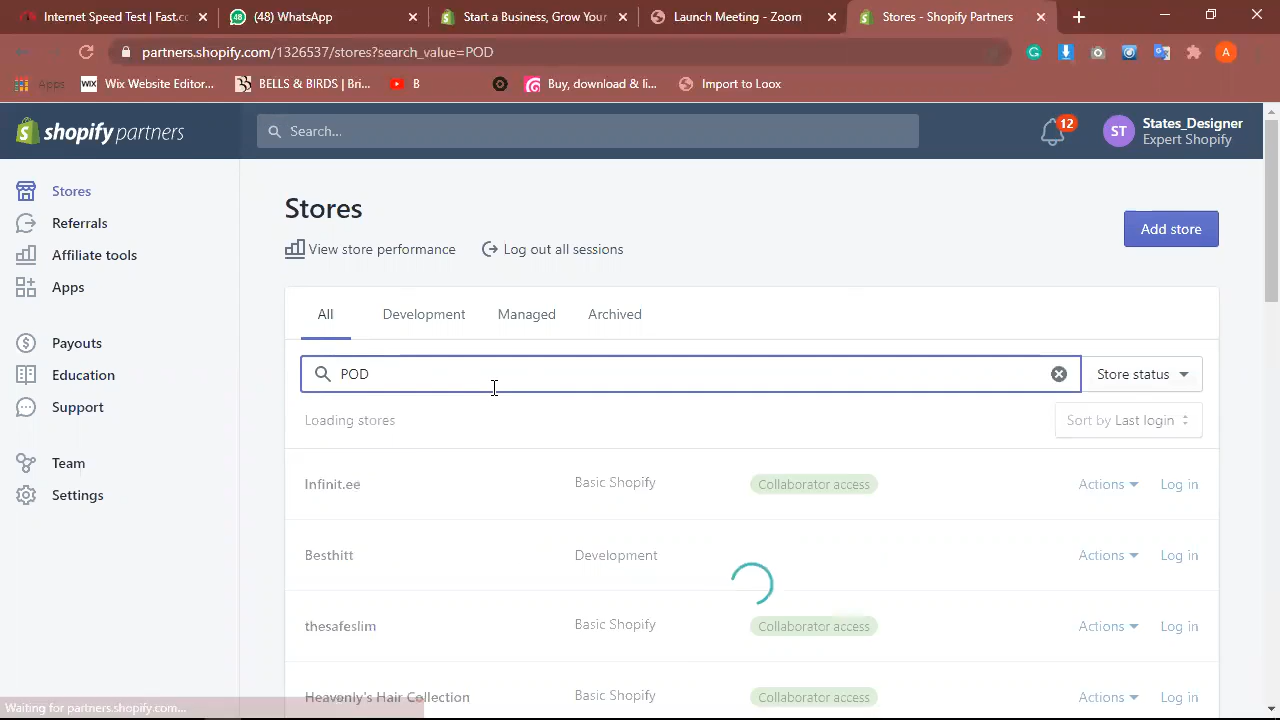 Internet Speed Test | Fast.cc
(48) WhatsApp
Start a Business, Grow Your
Launch Meeting - Zoom
Stores - Shopify Partners
partners.shopify.com/1326537/stores?search_value=POD
A
Apps
WIX
Wix Website Editor...
BELLS & BIRDS | Bri...
B
Buy, download & li...
Import to Loox
shopify partners
Search...
12
ST
States_Designer
Expert Shopify
Stores
Referrals
Affiliate tools
Apps
Payouts
Education
Support
Team
Settings
Stores
View store performance
Log out all sessions
Add store
All
Development
Managed
Archived
POD
Store status
Loading stores
Sort by Last login
Infinit.ee
Basic Shopify
Collaborator access
Actions
Log in
Besthitt
Development
Actions
Log in
thesafeslim
Basic Shopify
Collaborator access
Actions
Log in
Heavenly's Hair Collection
Basic Shopify
Collaborator access
Actions
Log in
Waiting for partners.shopify.com...